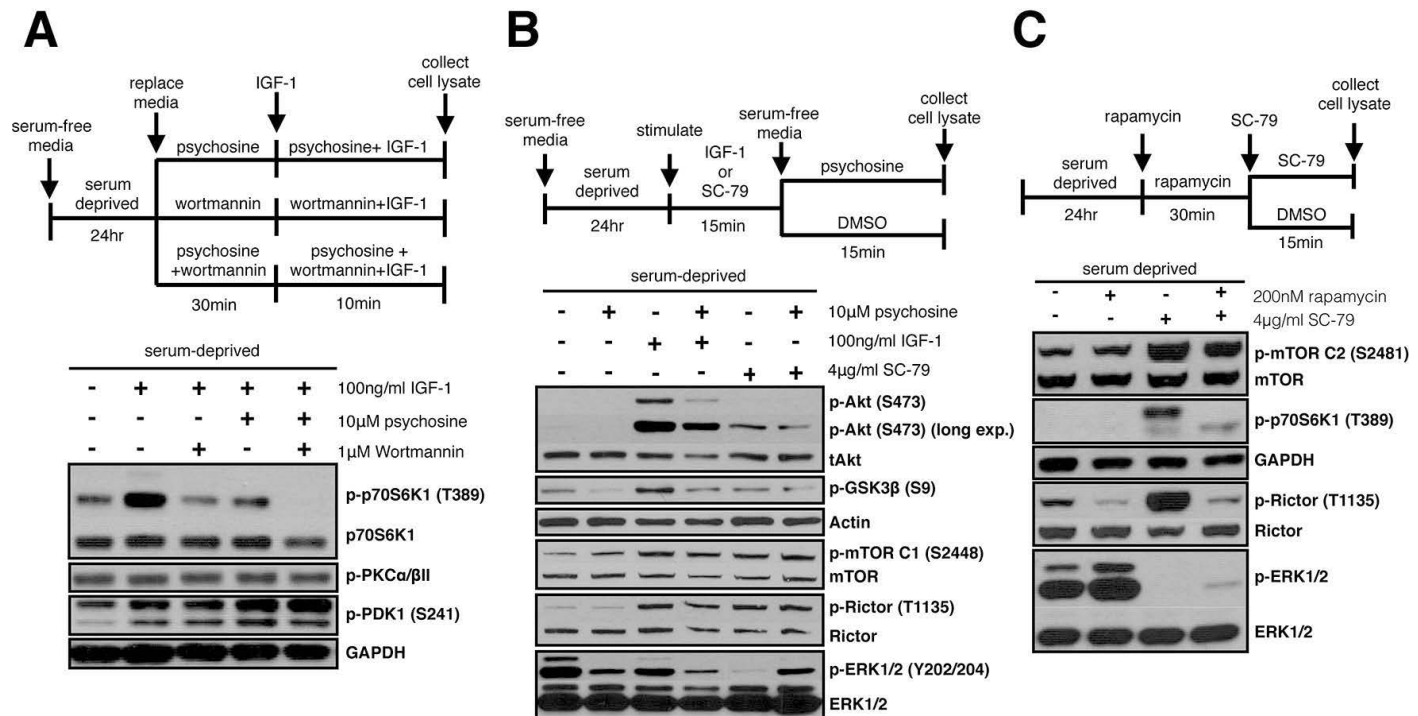 A
serum-free
media
replace
media
IGF-1
collect
cell lysate
serum
deprived
24hr
psychosine
psychosine+ IGF-1
wortmannin
wortmannin+IGF-1
psychosine
+wortmannin
psychosine +
wortmannin+IGF-1
30min
10min
serum-deprived
- + + + + 100ng/ml IGF-1
- - - + + 10µM psychosine
- - + - + 1µM Wortmannin
p-p70S6K1 (T389)
p70S6K1
p-PKCα/βII
p-PDK1 (S241)
GAPDH
B
serum-free
media
stimulate
serum-free
media
collect
cell lysate
serum
deprived
24hr
IGF-1
or
SC-79
15min
psychosine
DMSO
15min
serum-deprived
- + - + - + 10µM psychosine
- - + + - - 100ng/ml IGF-1
- - - - + + 4µg/ml SC-79
p-Akt (S473)
p-Akt (S473) (long exp.)
tAkt
p-GSK3β (S9)
Actin
p-mTOR C1 (S2448)
mTOR
p-Rictor (T1135)
Rictor
p-ERK1/2 (Y202/204)
ERK1/2
C
rapamycin
SC-79
collect
cell lysate
serum
deprived
24hr
rapamycin
30min
SC-79
DMSO
15min
serum deprived
- + - + 200nM rapamycin
- - + + 4µg/ml SC-79
p-mTOR C2 (S2481)
mTOR
p-p70S6K1 (T389)
GAPDH
p-Rictor (T1135)
Rictor
p-ERK1/2
ERK1/2